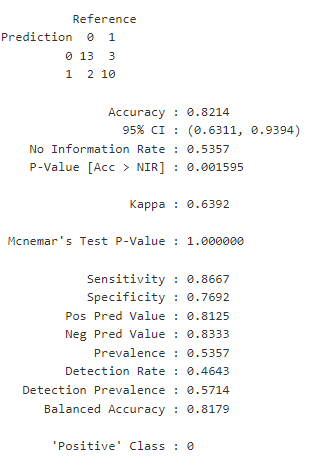 Reference
Prediction 0 1
0 13 3
1 2 10
Accuracy : 0.8214
95% CI : (0.6311, 0.9394)
No Information Rate : 0.5357
P-Value [Acc > NIR] : 0.001595
Kappa : 0.6392
Mcnemar's Test P-Value : 1.000000
Sensitivity : 0.8667
Specificity : 0.7692
Pos Pred Value : 0.8125
Neg Pred Value : 0.8333
Prevalence : 0.5357
Detection Rate : 0.4643
Detection Prevalence : 0.5714
Balanced Accuracy : 0.8179
'Positive' Class : 0